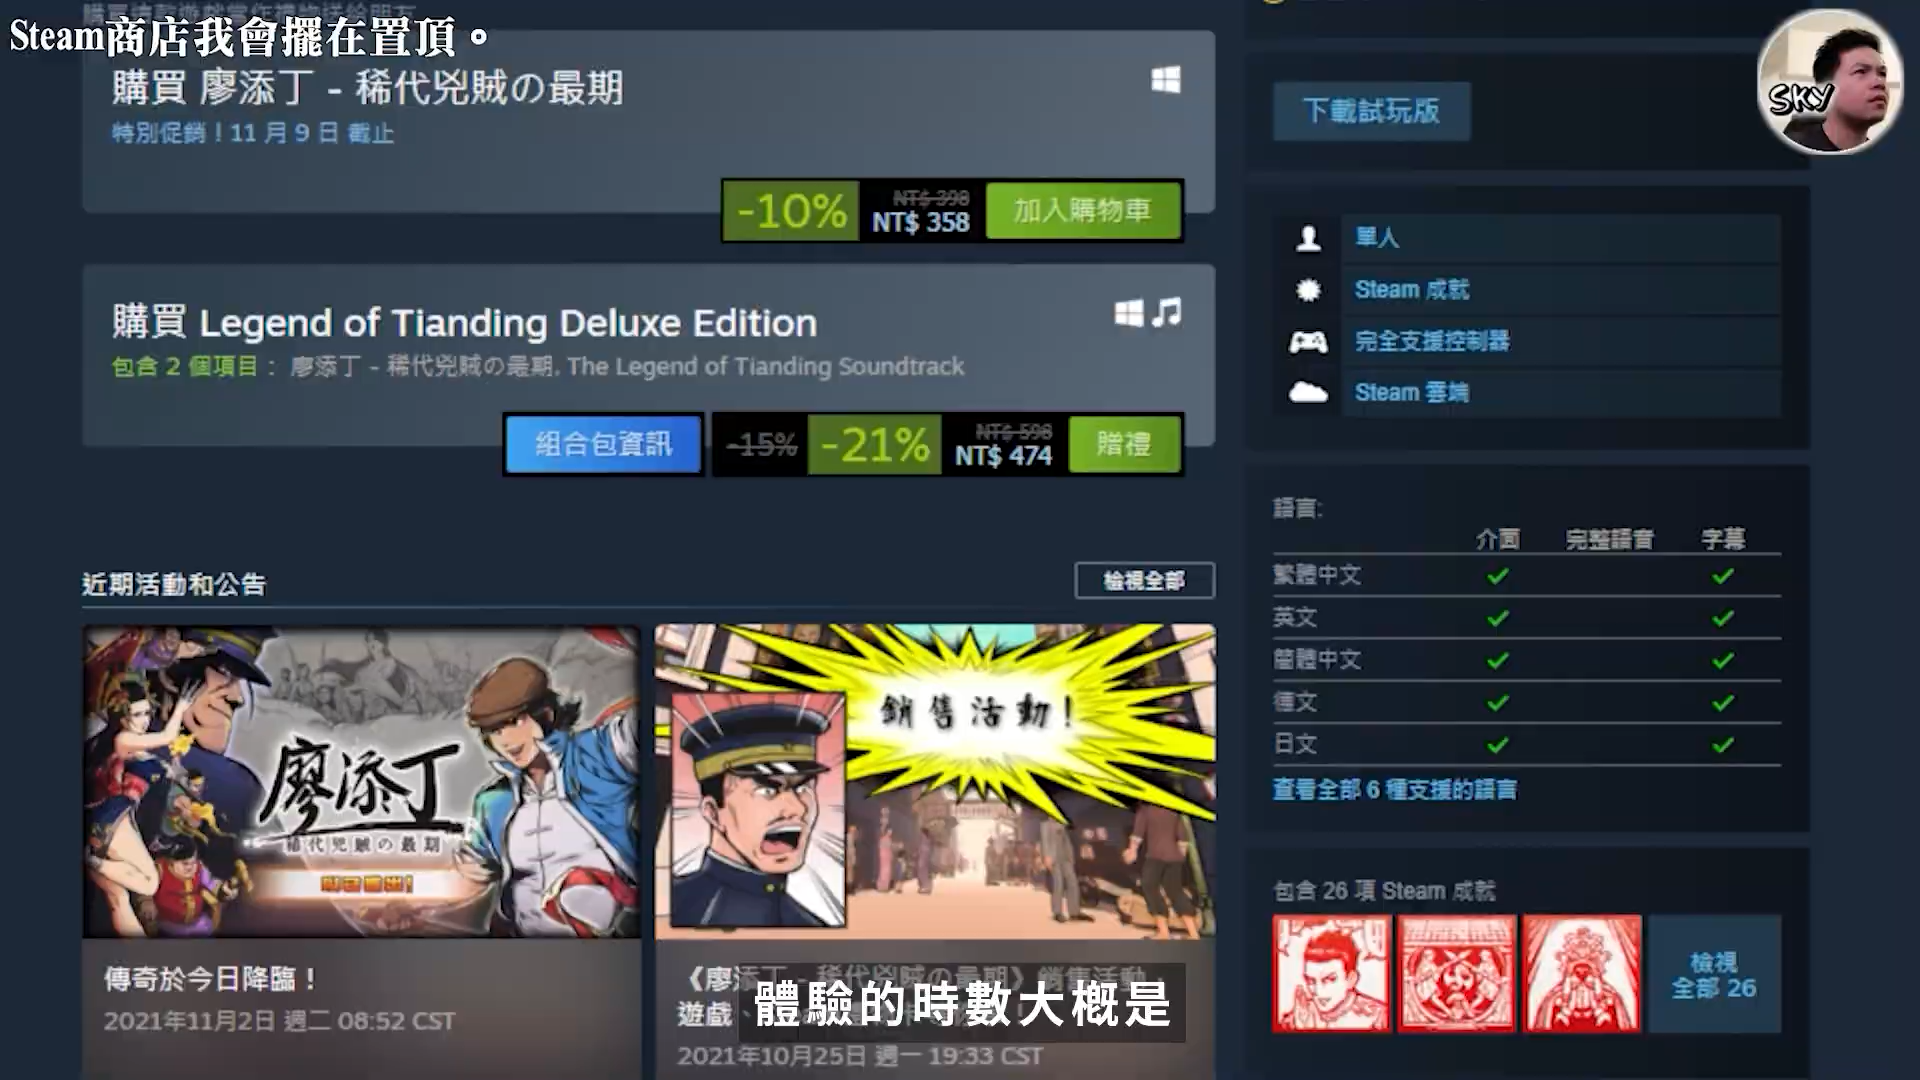 Steam商店我會擺在置頂。
購買 廖添丁 - 稀代兇賊の最期
特別促銷！11 月 9 日 截止
-10%
NT$ 398
NT$ 358
加入購物車
購買 Legend of Tianding Deluxe Edition
包含 2 個項目： 廖添丁 - 稀代兇賊の最期, The Legend of Tianding Soundtrack
組合包資訊
-15%
-21%
NT$ 598
NT$ 474
贈禮
近期活動和公告
檢視全部
廖添丁
稀代兇賊の最期
銷售活動！
傳奇於今日降臨！
2021年11月2日 週二 08:52 CST
《廖添丁 - 稀代兇賊の最期》銷售活動
遊戲、
2021年10月25日 週一 19:33 CST
體驗的時數大概是
SKY
下載試玩版
單人
Steam 成就
完全支援控制器
Steam 雲端
語言:
介面 完整語音 字幕
繁體中文
英文
簡體中文
德文
日文
查看全部 6 種支援的語言
包含 26 項 Steam 成就
檢視
全部 26